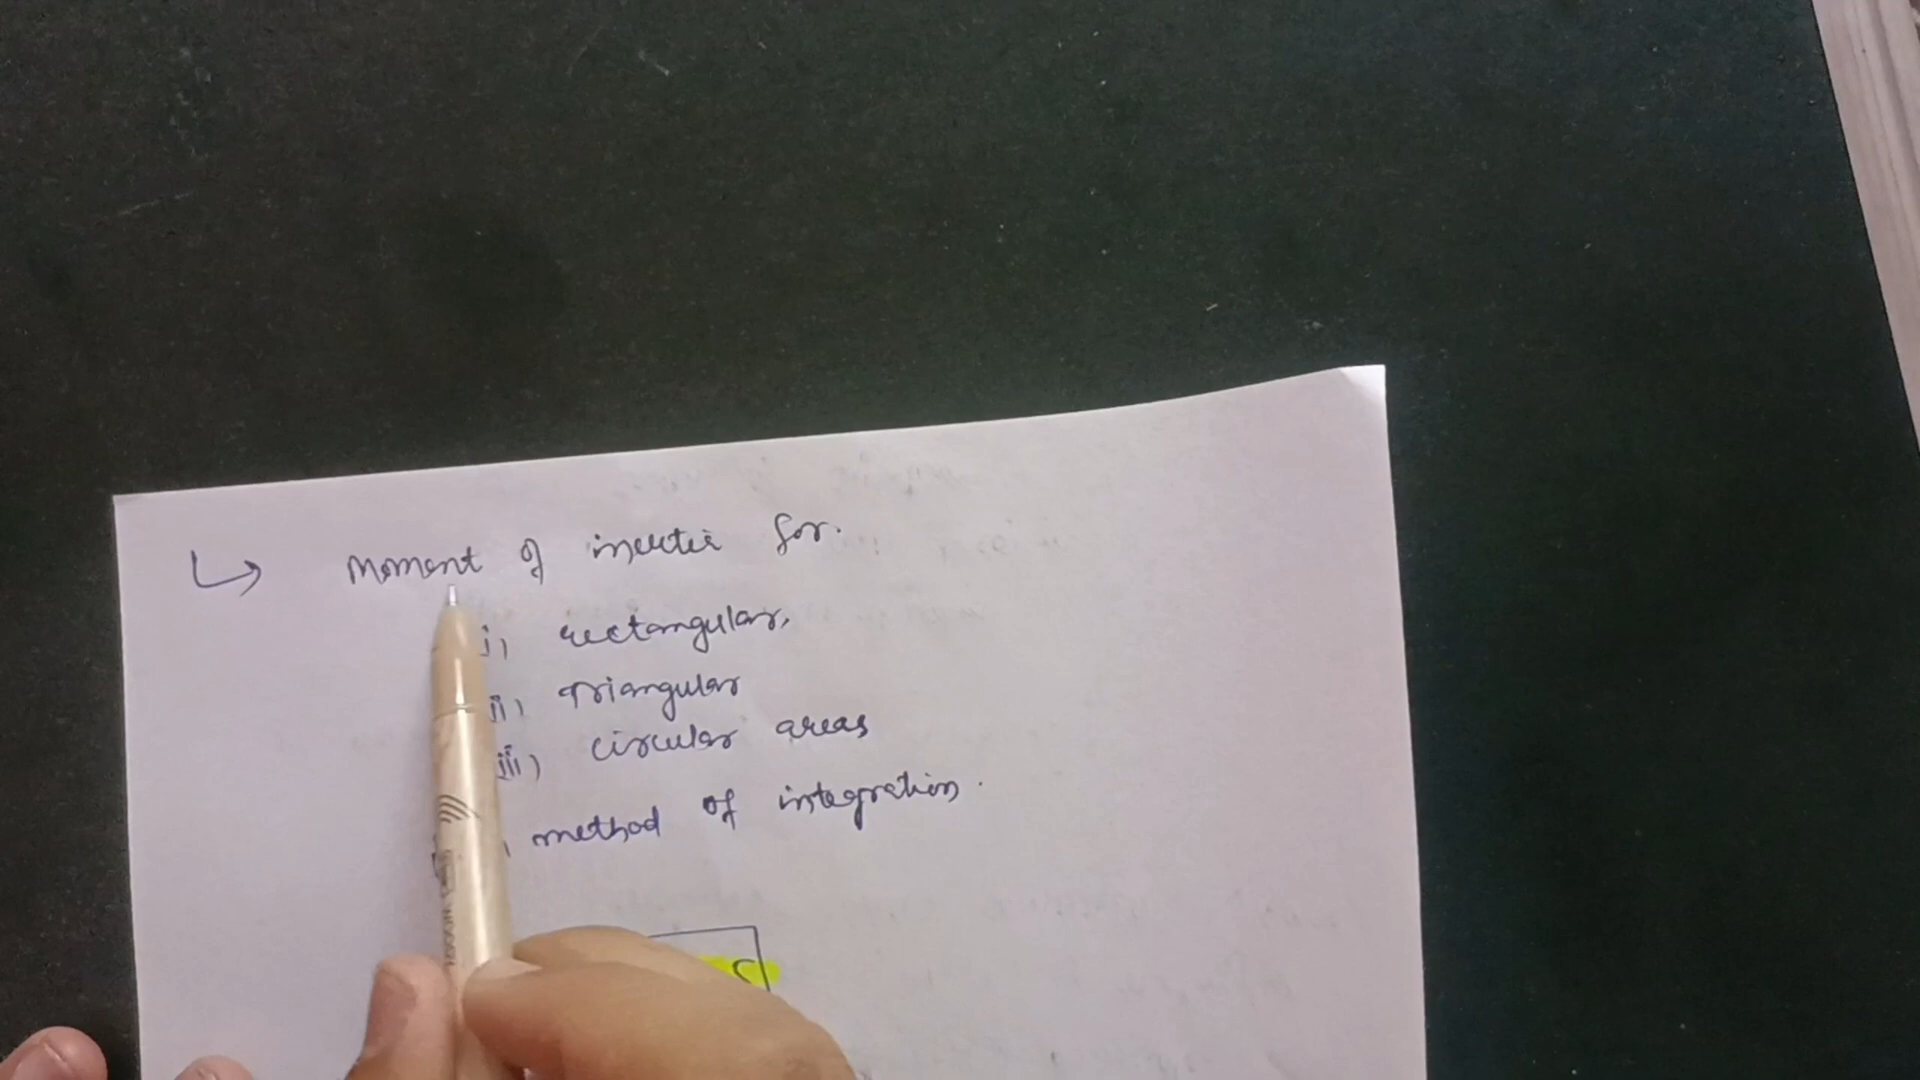 ↳ Moment of inertia for.
i) rectangular,
ii) Triangular
iii) circular areas
method of integration.